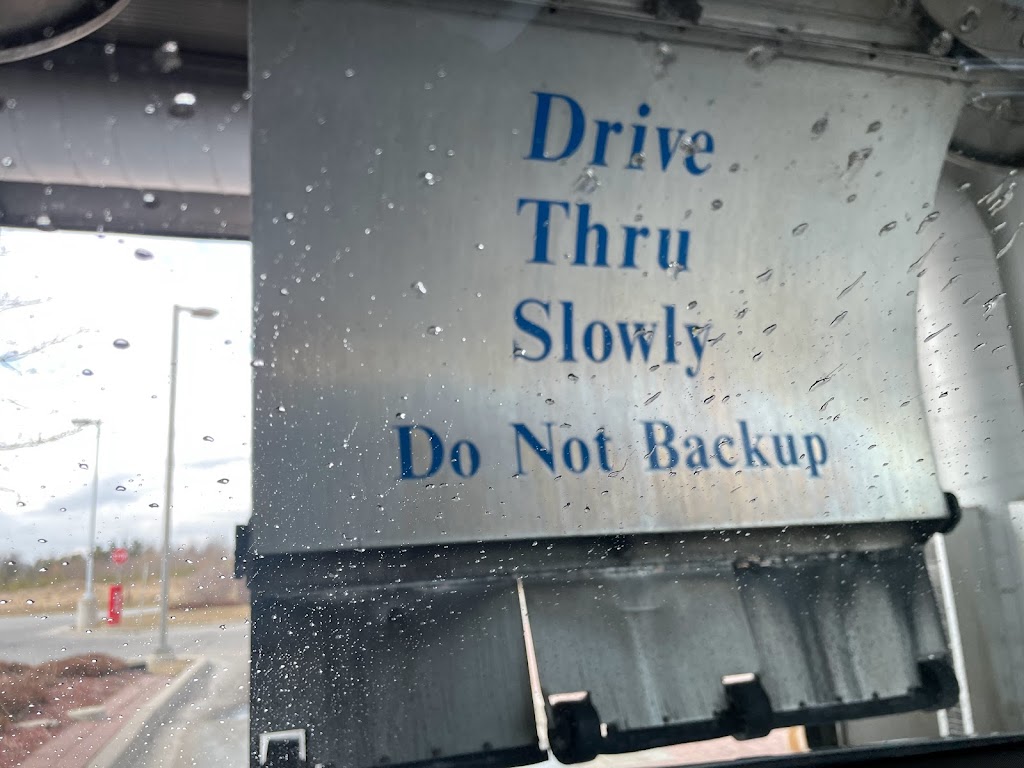 Drive
Thru
Slowly
Do Not Backup